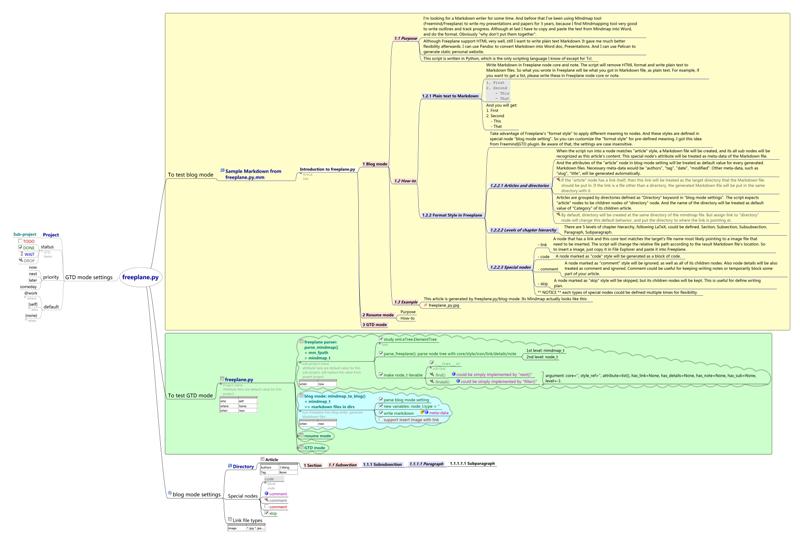 I'm looking for a Markdown writer for some time. And before that I've been using Mindmap tool
(Freemind/Freeplane) to write my presentations and papers for 3 years, because I find Mindmapping tool very good
to write outlines and track progress. Although at last I have to copy and paste the text from Mindmap into Word,
and do the format. Obviously "why don't put them together".
1.1 Purpose
Although Freeplane support HTML very well, still I want to write plain text Markdown. It gave me much better
flexibility afterwards. I can use Pandoc to convert Markdown into Word doc, Presentations. And I can use Pelican to
generate static personal website.
This script is written in Python, which is the only scripting language I know of except for Tcl.
Write Markdown in Freeplane node core and note. The script will remove HTML format and write plain text to
Markdown files. So what you wrote in Freeplane will be what you got in Markdown file, as plain text. For example, if
you want to get a list, please write these in Freeplane node core or note.
1. First
2. Second
- This
- That
1.2.1 Plain text to Markdown
And you will get:
1. First
2. Second
- This
- That
Take advantage of Freeplane's "format style" to apply different meaning to nodes. And these styles are defined in
special node "blog mode setting". So you can customize the "format style" for pre-defined meaning. I got this idea
from Freemind/GTD plugin. Be aware of that, the settings are case insensitive.
When the script run into a node matches "article" style, a Markdown file will be created, and its all sub nodes will be
recognized as this article's content. This special node's attribute will be treated as meta data of the Markdown.
And the attributes of the "article" node in blog mode setting will be treated as default value for every generated
Markdown files. Necessary meta-data would be "authors", "tag", "date", "modified". Other meta-data, such as
"slug", "title", will be generated automatically.
1.2.2.1 Articles and directories
If the "article" node has a link itself, then this link will be treated as the target directory that the Markdown file
should be put in. If the link is a file other than a directory, the generated Markdown file will be put in the same
directory with it.
Articles are grouped by directories defined as "Directory" keyword in "blog mode settings". The script expects
"article" nodes to be children nodes of "directory" node. And the name of the directory will be treated as default
value of "Category" of its children article.
By default, directory will be created at the same directory of the mindmap file. But assign link to "directory"
node will change this default behavior, and put the directory to where the link is pointing at.
1.2.2 Format Style in Freeplane
1.2.2.2 Levels of chapter hierarchy
There are 5 levels of chapter hierarchy, following LaTeX, could be defined, Section, Subsection, Subsubsection,
Paragraph, Subparagraph.
1.2.2.3 Special nodes
link
A node that has a link and this core text matches the target's file name most likely pointing to a image file that
need to be inserted. The script will change the relative file path according to the result Markdown file's location. So
to insert a image, just copy it in File Explorer and paste it into Freeplane.
code
A node marked as "code" style will be generated as a block of code.
comment
A node marked as "comment" style will be ignored, as well as all of its children nodes. Also node details will be also
treated as comment and ignored. Comment could be useful for keeping writing notes or temporarily block some
part of your article.
skip
A node marked as "skip" style will be skipped, but its children nodes will be kept. This is useful for define writing
plan.
** NOTICE ** each types of special nodes could be defined multiple times for flexibility.
1.2 How-to
1 Blog mode
Introduction to freeplane.py
Sample Markdown from
freeplane.py.mm
To test blog mode
1.3 Example
This article is generated by freeplane.py/blog-mode. Its Mindmap actually looks like this
freeplane_py.jpg
2 Resume mode
Purpose
How-to
3 GTD mode
Sub-project
Project
TODO
DONE
WAIT
DROP
status
now
next
later
someday
priority
@work
[self]
(none)
default
GTD mode settings
freeplane.py
To test GTD mode
freeplane.py
freeplane parser:
parse_mindmap()
< mm_fpath
> mindmap_t
study xml.eTree.ElementTree
parse_freeplane(): parse node tree with core/style/icon/link/details/note
1st level: mindmap_t
2nd level: node_t
make node_t iterable
find()
could be simply implemented by "next()"
findall()
could be simply implemented by "filter()"
argument: core='', style_ref='', attribute=list(), has_link=None, has_details=None, has_note=None, has_sub=None,
level=-1
blog mode: mindmap_to_blog()
< mindmap_t
>> markdown files in dirs
parse blog mode setting
write markdown
meta-data
support insert image with link
resume mode
GTD mode
blog mode settings
Directory
Article
1 Section
1.1 Subsection
1.1.1 Subsubsection
1.1.1.1 Paragraph
1.1.1.1.1 Subparagraph
Special nodes
code
comment
comment
comment
skip
Link file types